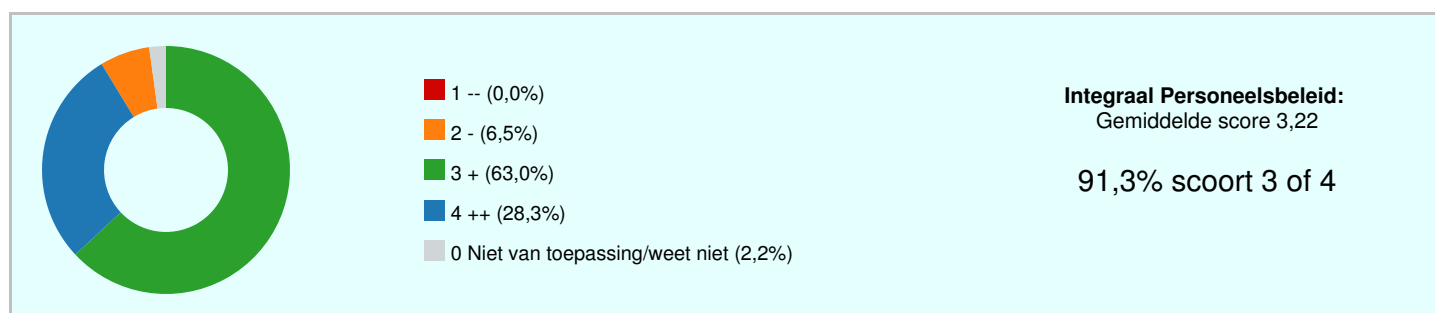 1 -- (0,0%)
2 - (6,5%)
3 + (63,0%)
4 ++ (28,3%)
0 Niet van toepassing/weet niet (2,2%)
Integraal Personeelsbeleid:
Gemiddelde score 3,22
91,3% scoort 3 of 4